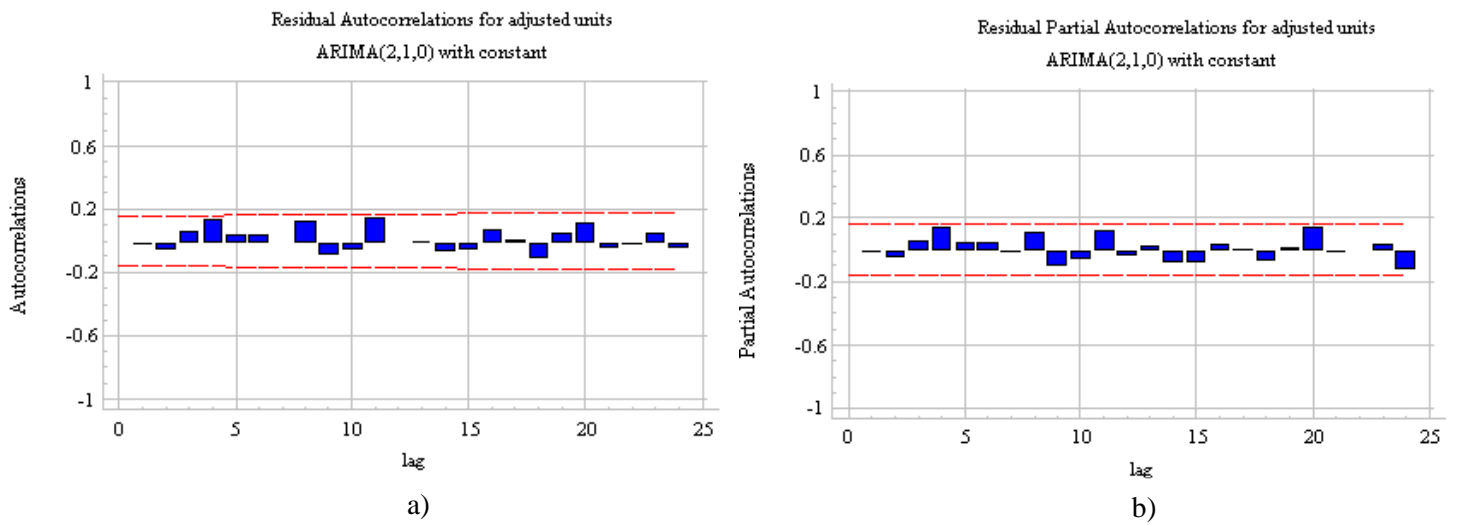 Residual Autocorrelations for adjusted units
ARIMA(2,1,0) with constant
Autocorrelations
1
0.6
0.2
-0.2
-0.6
-1
0 5 10 15 20 25
lag
a)
Residual Partial Autocorrelations for adjusted units
ARIMA(2,1,0) with constant
Partial Autocorrelations
1
0.6
0.2
-0.2
-0.6
-1
0 5 10 15 20 25
lag
b)